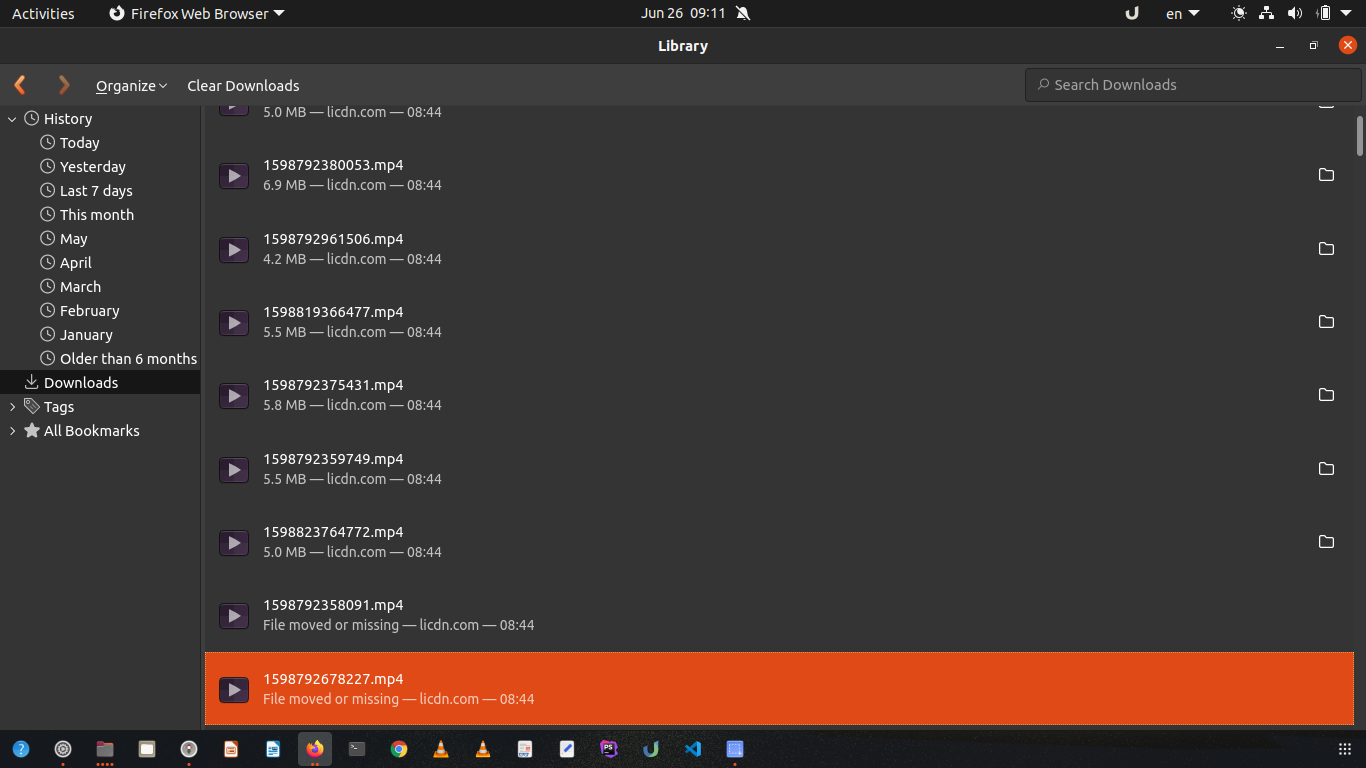 Activities
Firefox Web Browser
Jun 26 09:11
en
Library
Organize
Clear Downloads
Search Downloads
History
Today
Yesterday
Last 7 days
This month
May
April
March
February
January
Older than 6 months
Downloads
Tags
All Bookmarks
5.0 MB — licdn.com — 08:44
1598792380053.mp4
6.9 MB — licdn.com — 08:44
1598792961506.mp4
4.2 MB — licdn.com — 08:44
1598819366477.mp4
5.5 MB — licdn.com — 08:44
1598792375431.mp4
5.8 MB — licdn.com — 08:44
1598792359749.mp4
5.5 MB — licdn.com — 08:44
1598823764772.mp4
5.0 MB — licdn.com — 08:44
1598792358091.mp4
File moved or missing — licdn.com — 08:44
1598792678227.mp4
File moved or missing — licdn.com — 08:44
?
PS